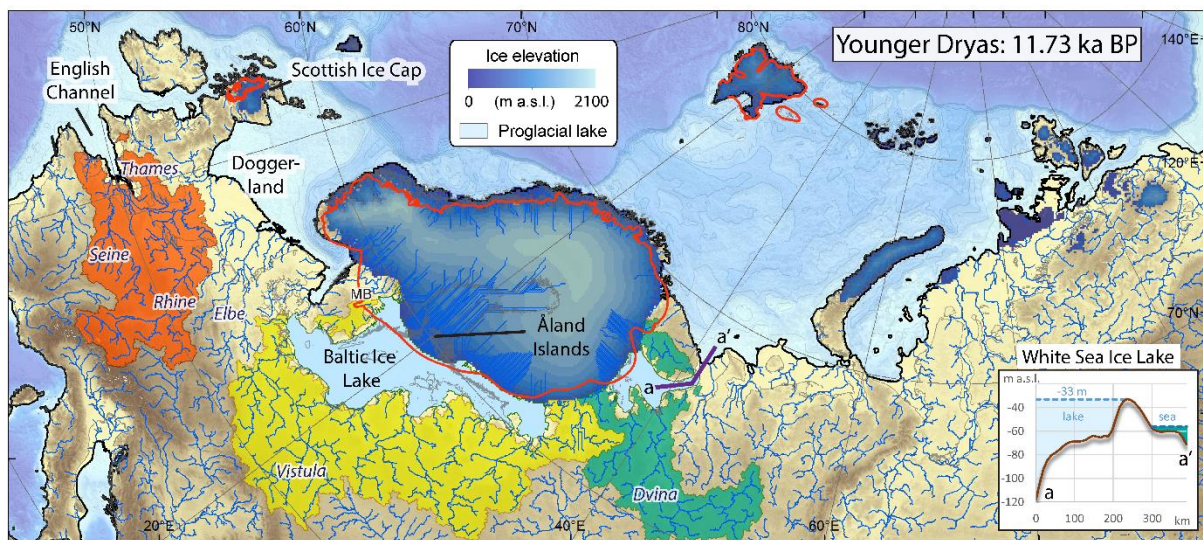 50°N
60°N
70°N
80°N
140°E
English
Channel
Scottish Ice Cap
Ice elevation
0 (m a.s.l.) 2100
Proglacial lake
Younger Dryas: 11.73 ka BP
120°E
Thames
Dogger-
land
Seine
Rhine
Elbe
MB
Baltic Ice
Lake
Åland
Islands
a'
a
70°N
White Sea Ice Lake
m a.s.l.
-33 m
-40
lake
sea
-60
-80
a'
-100
a
-120
0 100 200 300 km
Vistula
Dvina
20°E
40°E
60°E